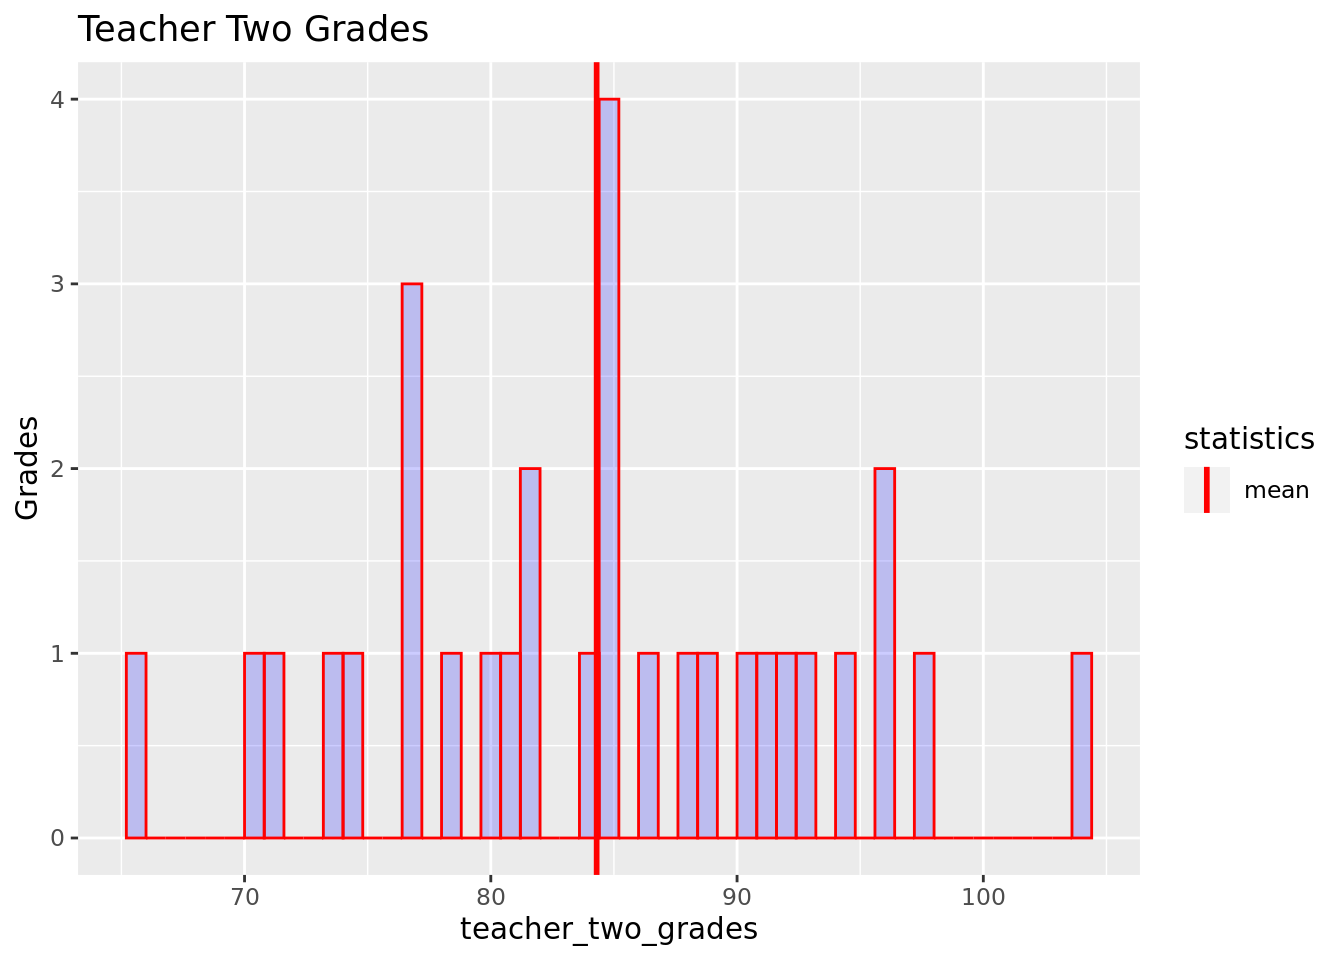 Teacher Two Grades
4
3
2
1
0
Grades
70 80 90 100
teacher_two_grades
statistics
mean